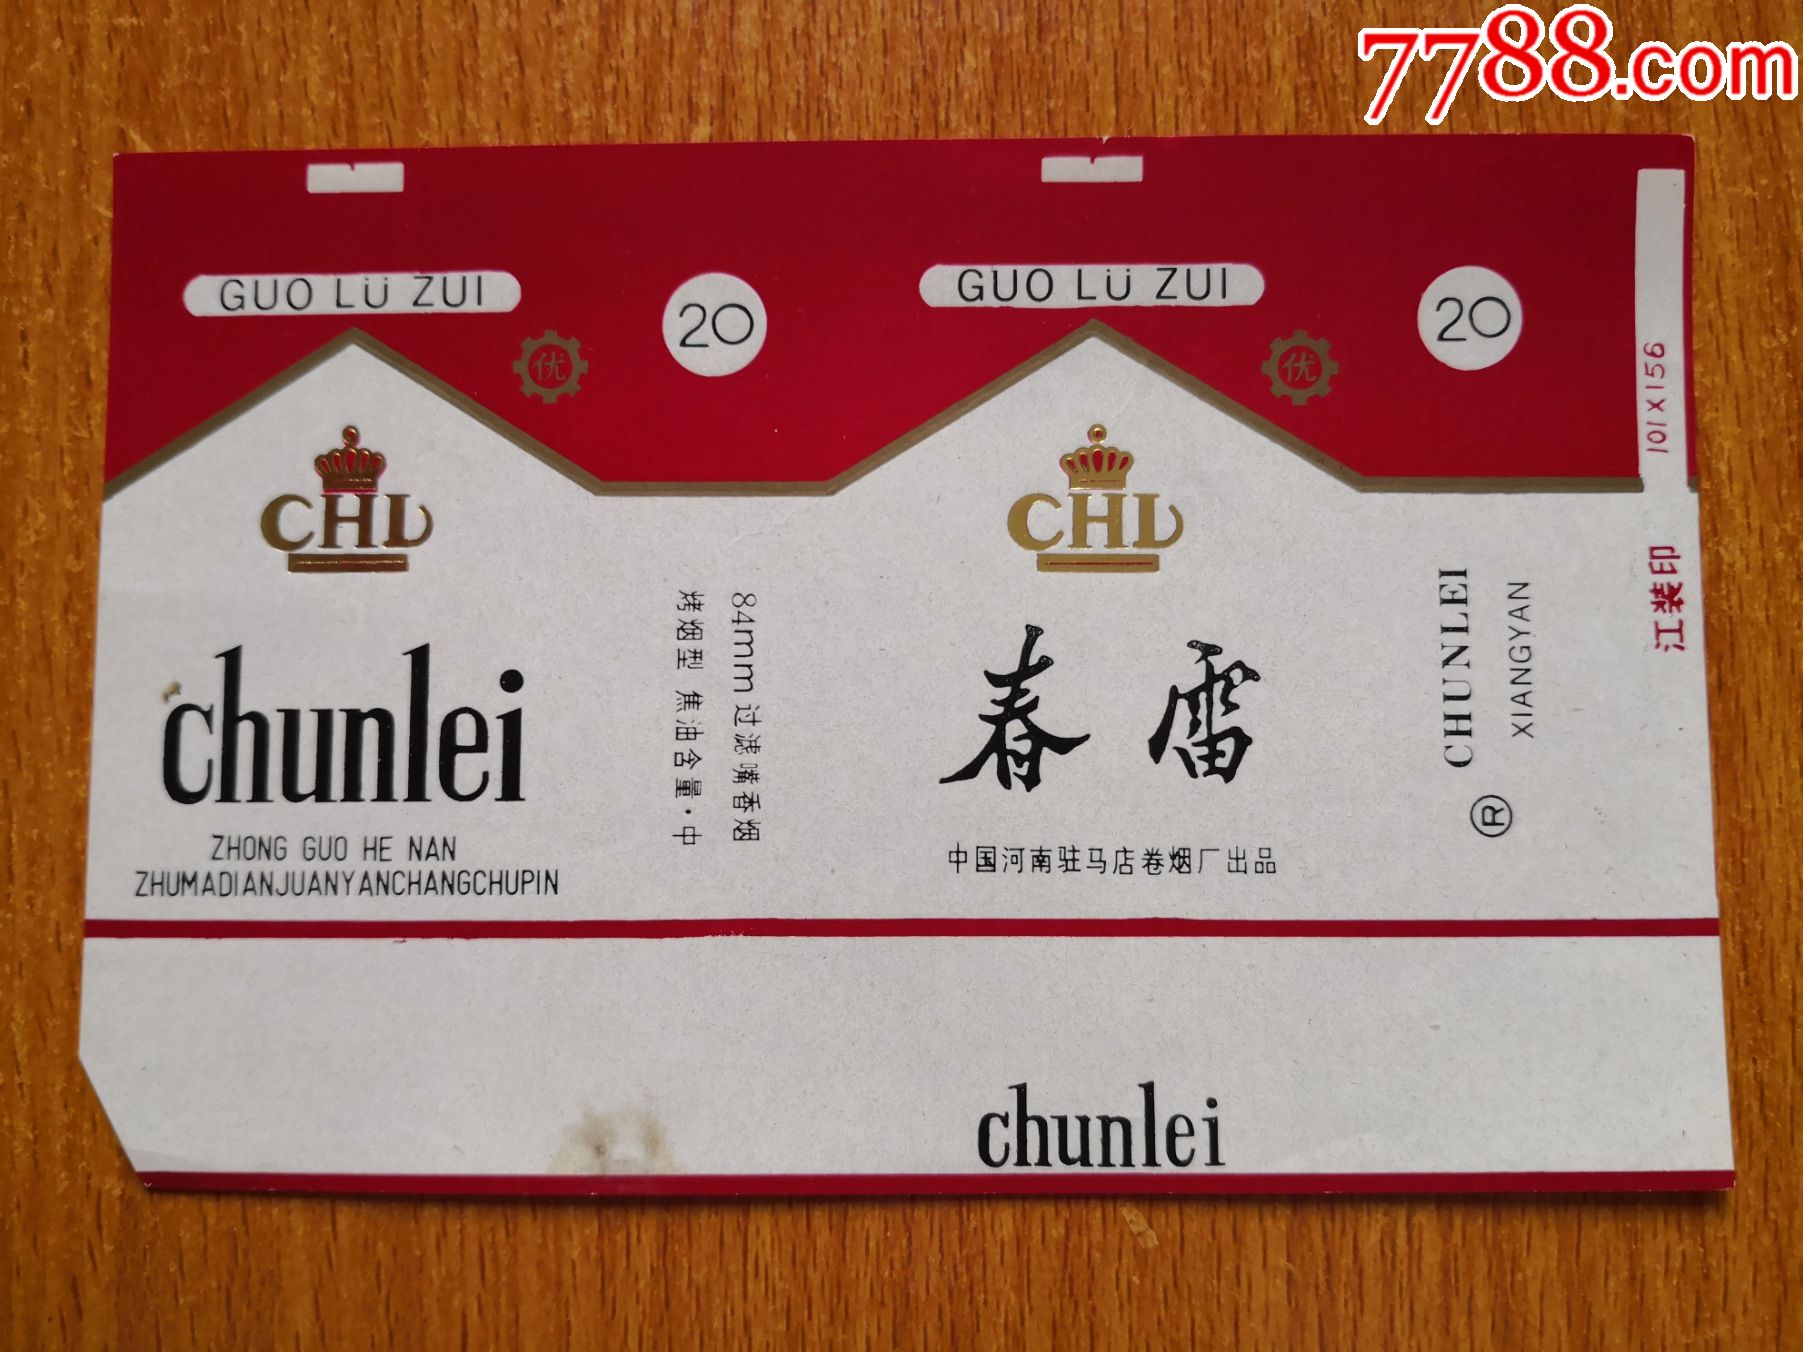 7788.com
GUO LÜ ZUI
20
优
CHL
chunlei
ZHONG GUO HE NAN
ZHUMADIANJUANYANCHANGCHUPIN
84mm过滤嘴香烟
烤烟型 焦油含量·中
GUO LÜ ZUI
20
优
CHL
春雷
中国河南驻马店卷烟厂出品
CHUNLEI ®
XIANGYAN
101X156
江装印
chunlei